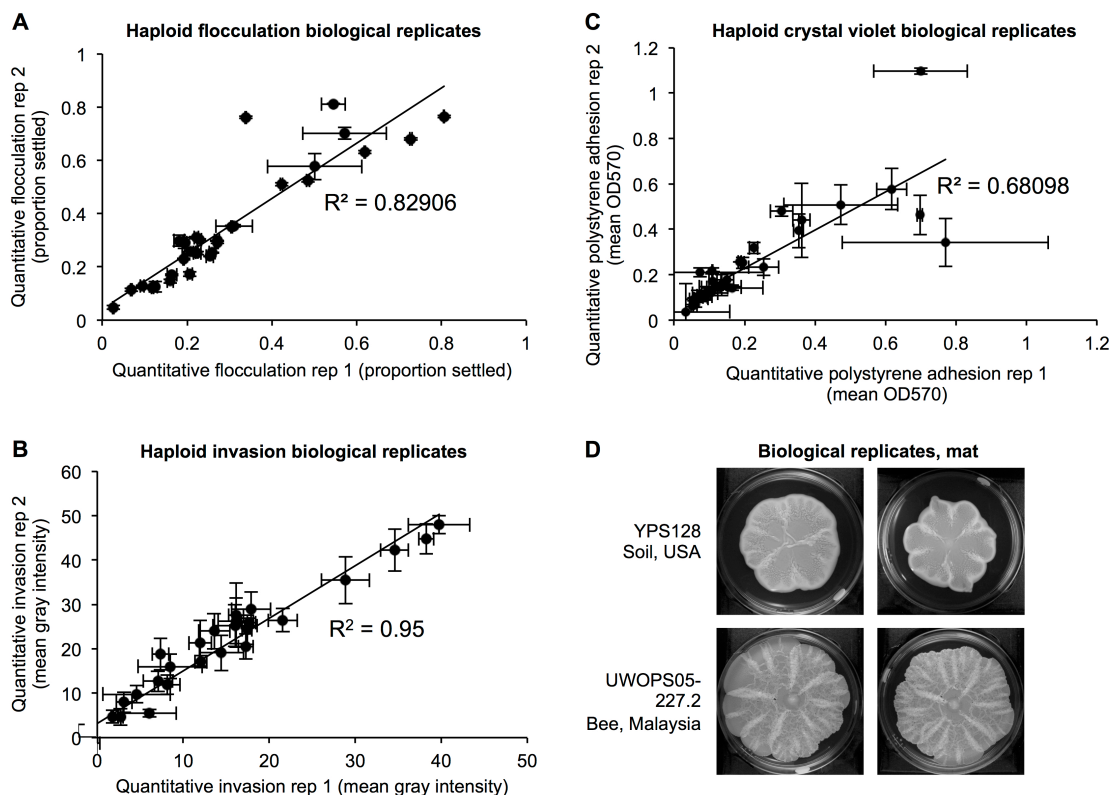 A
Haploid flocculation biological replicates
Quantitative flocculation rep 2
(proportion settled)
1
0.8
0.6
0.4
0.2
0
R² = 0.82906
0
0.2
0.4
0.6
0.8
1
Quantitative flocculation rep 1 (proportion settled)
B
Haploid invasion biological replicates
Quantitative invasion rep 2
(mean gray intensity)
60
50
40
30
20
10
0
R² = 0.95
0
10
20
30
40
50
Quantitative invasion rep 1 (mean gray intensity)
C
Haploid crystal violet biological replicates
Quantitative polystyrene adhesion rep 2
(mean OD570)
1.2
1
0.8
0.6
0.4
0.2
0
R² = 0.68098
0
0.2
0.4
0.6
0.8
1
1.2
Quantitative polystyrene adhesion rep 1
(mean OD570)
D
Biological replicates, mat
YPS128
Soil, USA
UWOPS05-
227.2
Bee, Malaysia